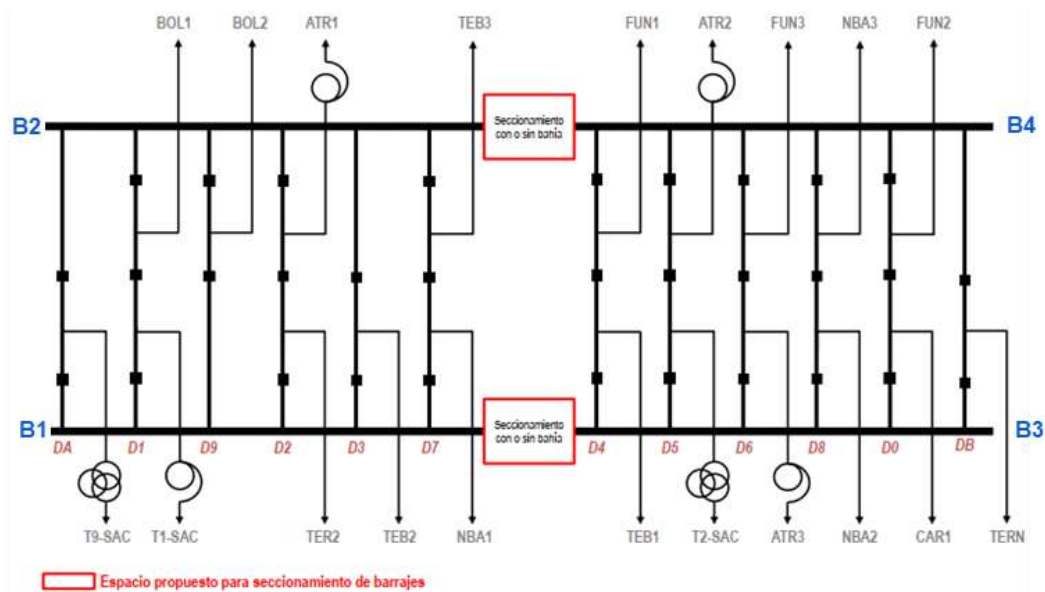 BOL1 BOL2 ATR1 TEB3 FUN1 ATR2 FUN3 NBA3 FUN2
B2 Seccionamiento B4
con o sin bahía
B1 Seccionamiento B3
con o sin bahía
DA D1 D9 D2 D3 D7 D4 D5 D6 D8 D0 DB
T9-SAC T1-SAC TER2 TEB2 NBA1 TEB1 T2-SAC ATR3 NBA2 CAR1 TERN
Espacio propuesto para seccionamiento de barrajes